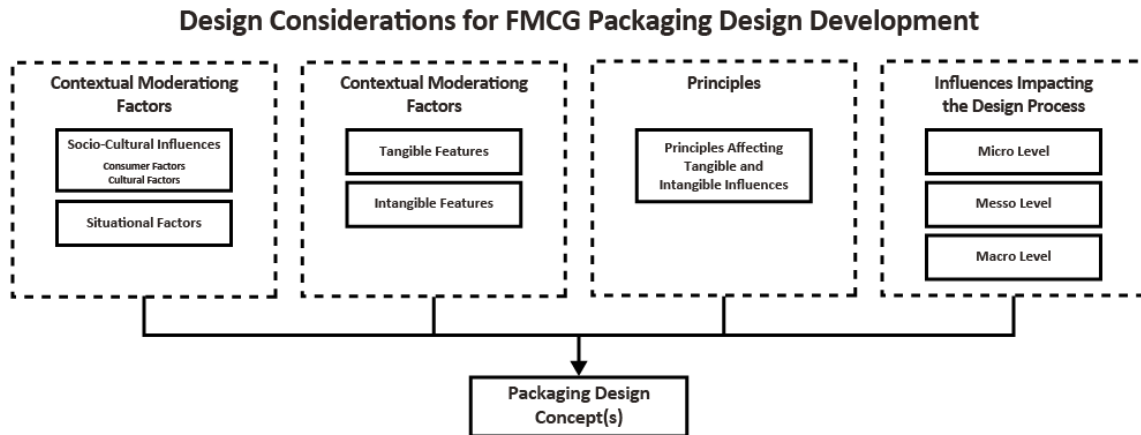 Design Considerations for FMCG Packaging Design Development
Contextual Moderationg
Factors
Socio-Cultural Influences
Consumer Factors
Cultural Factors
Situational Factors
Contextual Moderationg
Factors
Tangible Features
Intangible Features
Principles
Principles Affecting
Tangible and
Intangible Influences
Influences Impacting
the Design Process
Micro Level
Messo Level
Macro Level
Packaging Design
Concept(s)